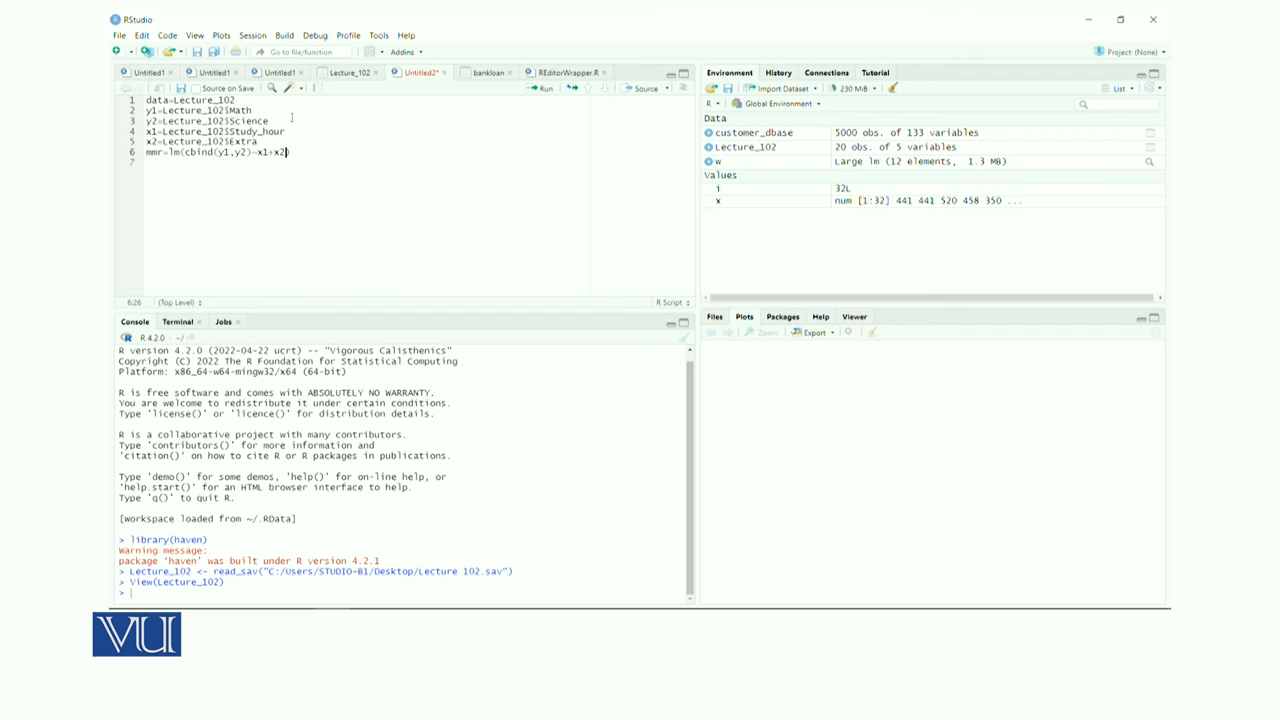 RStudio
File Edit Code View Plots Session Build Debug Profile Tools Help
Go to file/function Addins Project: (None)
Untitled1 Untitled1 Untitled1 Lecture_102 Untitled2* bankloan REditorWrapper.R
Source on Save Run Source
1 data=Lecture_102
2 y1=Lecture_102$Math
3 y2=Lecture_102$Science
4 x1=Lecture_102$Study_hour
5 x2=Lecture_102$Extra
6 mmr=lm(cbind(y1,y2)~x1+x2)
7
6:26 (Top Level) R Script
Console Terminal Jobs
R 4.2.0 · ~/
R version 4.2.0 (2022-04-22 ucrt) -- "Vigorous Calisthenics"
Copyright (C) 2022 The R Foundation for Statistical Computing
Platform: x86_64-w64-mingw32/x64 (64-bit)
R is free software and comes with ABSOLUTELY NO WARRANTY.
You are welcome to redistribute it under certain conditions.
Type 'license()' or 'licence()' for distribution details.
R is a collaborative project with many contributors.
Type 'contributors()' for more information and
'citation()' on how to cite R or R packages in publications.
Type 'demo()' for some demos, 'help()' for on-line help, or
'help.start()' for an HTML browser interface to help.
Type 'q()' to quit R.
[Workspace loaded from ~/.RData]
> library(haven)
Warning message:
package 'haven' was built under R version 4.2.1
> Lecture_102 <- read_sav("C:/Users/STUDIO-B1/Desktop/Lecture 102.sav")
> View(Lecture_102)
>
Environment History Connections Tutorial
Import Dataset 230 MiB List
R Global Environment
Data
customer_dbase 5000 obs. of 133 variables
Lecture_102 20 obs. of 5 variables
w Large lm (12 elements, 1.3 MB)
Values
i 32L
x num [1:32] 441 441 520 458 350 ...
Files Plots Packages Help Viewer
Zoom Export
VU